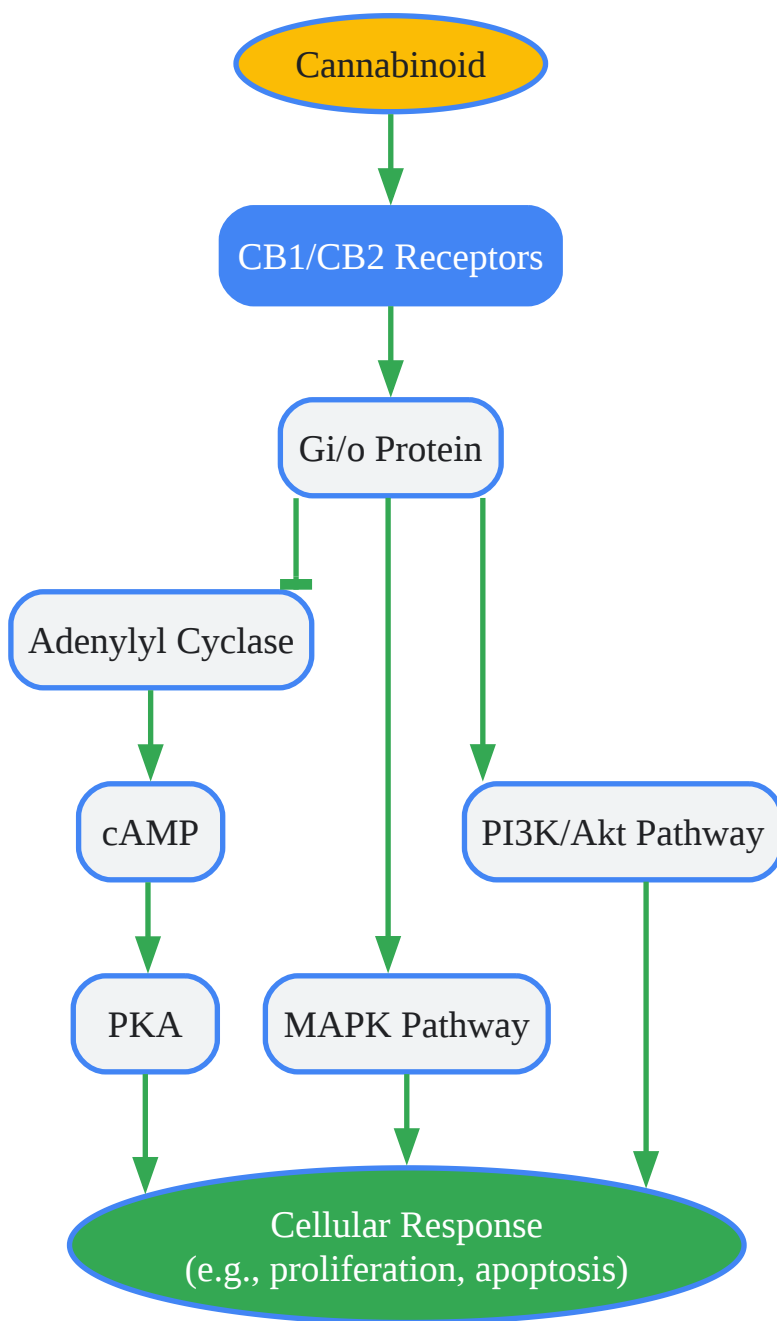 Cannabinoid
CB1/CB2 Receptors
Gi/o Protein
Adenylyl Cyclase
cAMP
PI3K/Akt Pathway
PKA
MAPK Pathway
Cellular Response
(e.g., proliferation, apoptosis)